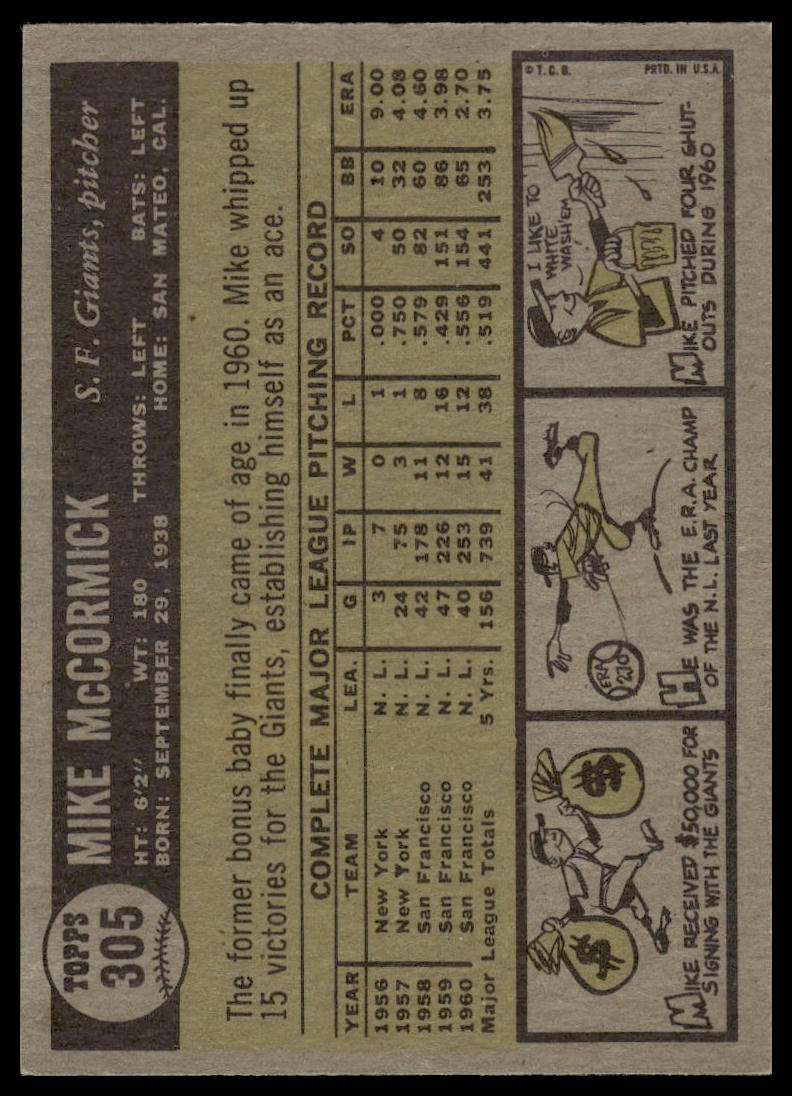 TOPPS
305
MIKE McCORMICK S. F. Giants, pitcher
HT: 6'2" WT: 180 THROWS: LEFT BATS: LEFT
BORN: SEPTEMBER 29, 1938 HOME: SAN MATEO, CAL.
The former bonus baby finally came of age in 1960. Mike whipped up
15 victories for the Giants, establishing himself as an ace.
COMPLETE MAJOR LEAGUE PITCHING RECORD
YEAR TEAM LEA. G IP W L PCT SO BB ERA
1956 New York N. L. 3 7 0 1 .000 4 10 9.00
1957 New York N. L. 24 75 3 1 .750 50 32 4.08
1958 San Francisco N. L. 42 178 11 8 .579 82 60 4.60
1959 San Francisco N. L. 47 226 12 16 .429 151 86 3.98
1960 San Francisco N. L. 40 253 15 12 .556 154 65 2.70
Major League Totals 5 Yrs. 156 739 41 38 .519 441 253 3.75
$
$
MIKE RECEIVED $50,000 FOR
SIGNING WITH THE GIANTS
ERA
2.70
HE WAS THE E.R.A. CHAMP
OF THE N.L. LAST YEAR
© T. C. G. PRTD. IN U.S.A.
I LIKE TO
WHITE
WASH 'EM
MIKE PITCHED FOUR SHUT-
OUTS DURING 1960